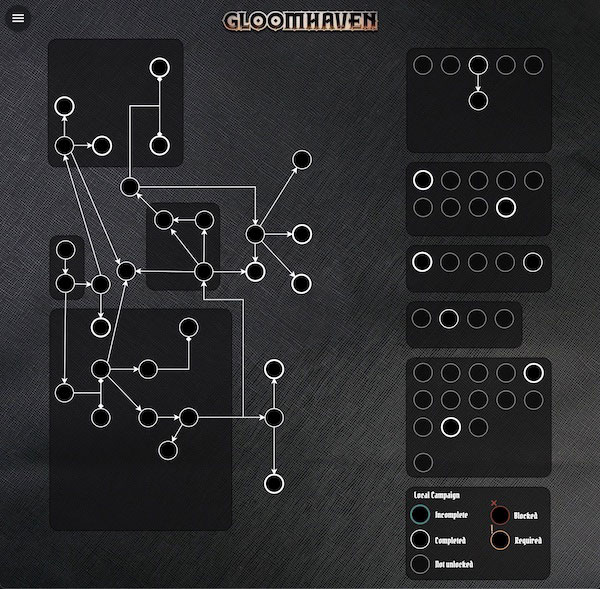 GLOOMHAVEN
Local Campaign
Incomplete
Blocked
Completed
Required
Not unlocked